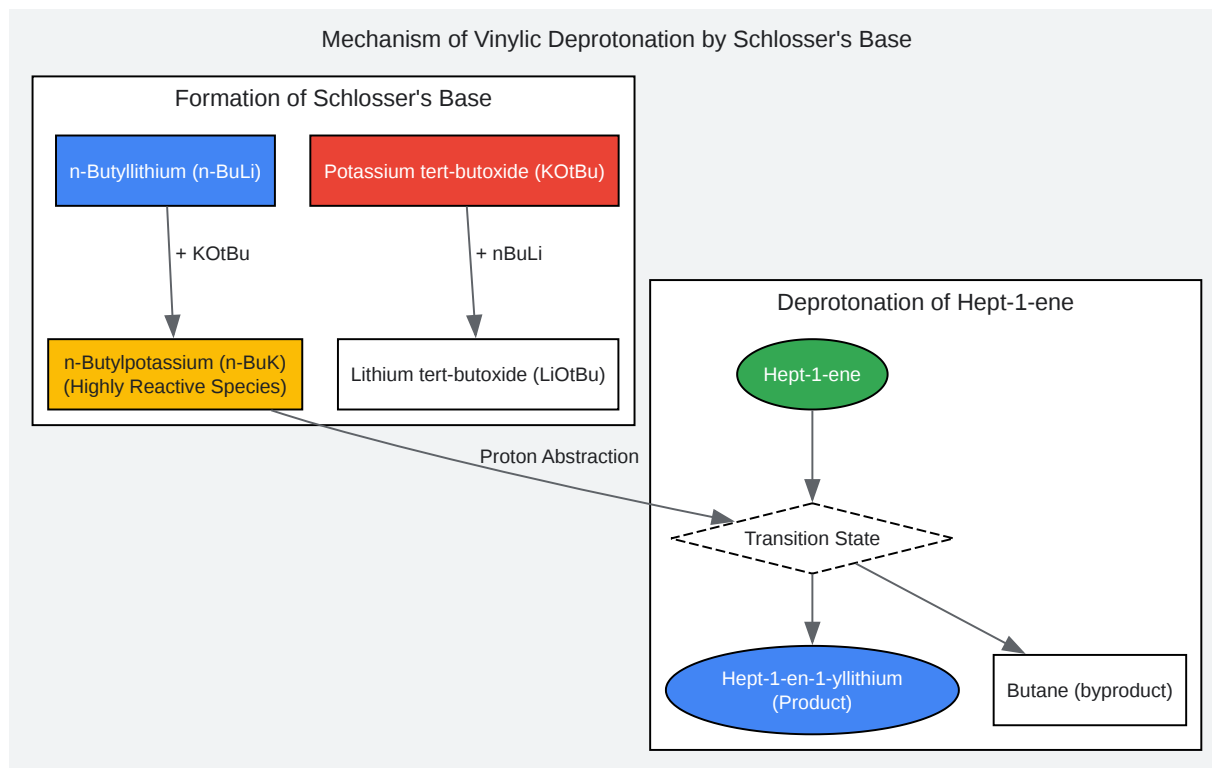 Mechanism of Vinylic Deprotonation by Schlosser's Base
Formation of Schlosser's Base
n-Butyllithium (n-BuLi)
Potassium tert-butoxide (KOtBu)
+ KOtBu
+ nBuLi
n-Butylpotassium (n-BuK)
(Highly Reactive Species)
Lithium tert-butoxide (LiOtBu)
Proton Abstraction
Deprotonation of Hept-1-ene
Hept-1-ene
Transition State
Hept-1-en-1-yllithium
(Product)
Butane (byproduct)